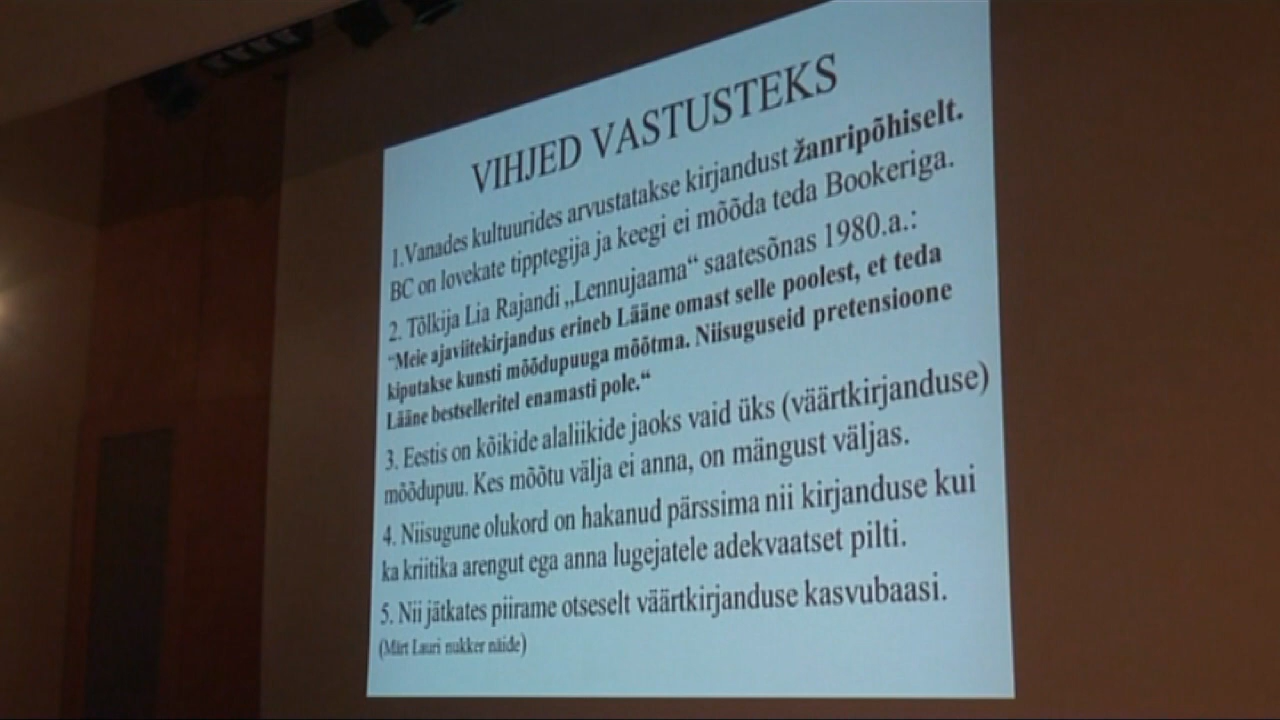 VIHJED VASTUSTEKS
1.Vanades kultuurides arvustatakse kirjandust žanripõhiselt.
BC on lovekate tipptegija ja keegi ei mõõda teda Bookeriga.
2. Tõlkija Lia Rajandi „Lennujaama“ saatesõnas 1980.a.:
“Meie ajaviitekirjandus erineb Lääne omast selle poolest, et teda
kiputakse kunsti mõõdupuuga mõõtma. Niisuguseid pretensioone
Lääne bestselleritel enamasti pole.“
3. Eestis on kõikide alaliikide jaoks vaid üks (väärtkirjanduse)
mõõdupuu. Kes mõõtu välja ei anna, on mängust väljas.
4. Niisugune olukord on hakanud pärssima nii kirjanduse kui
ka kriitika arengut ega anna lugejatele adekvaatset pilti.
5. Nii jätkates piirame otseselt väärtkirjanduse kasvubaasi.
(Märt Lauri nukker näide)